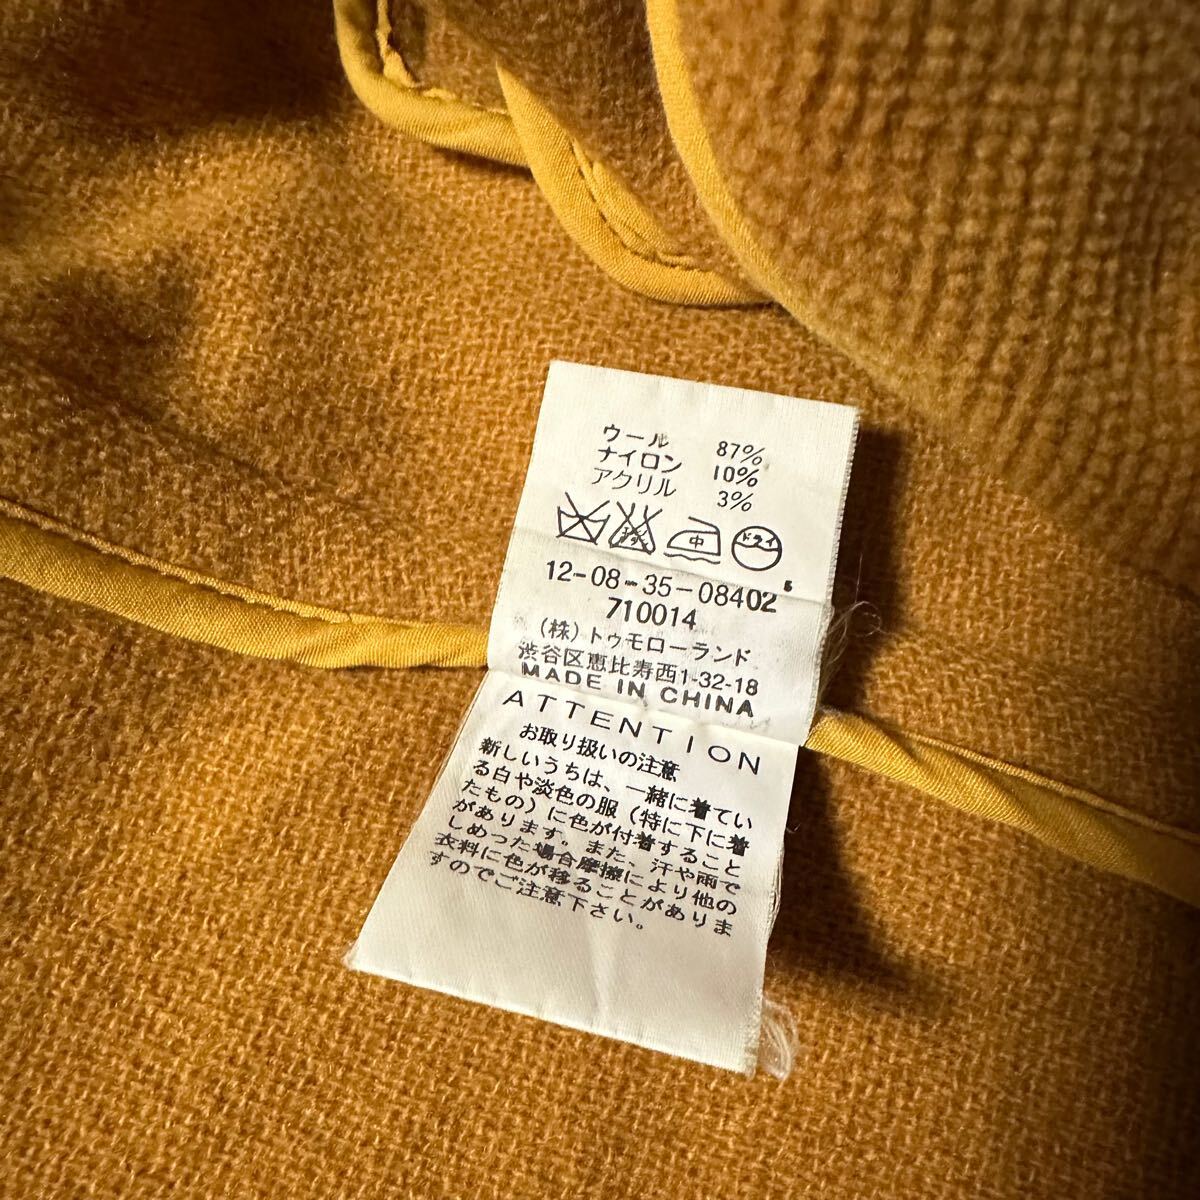 ウール 87%
ナイロン 10%
アクリル 3%
中 ドライ
12-08-35-08402 5
710014
(株)トゥモローランド
渋谷区恵比寿西1-32-18
MADE IN CHINA
ATTENTION
お取り扱いの注意
新しいうちは、一緒に着てい
る白や淡色の服(特に下に着
たもの)に色が付着すること
があります。また、汗や雨で
しめった場合摩擦により他の
衣料に色が移ることがありま
すのでご注意下さい。